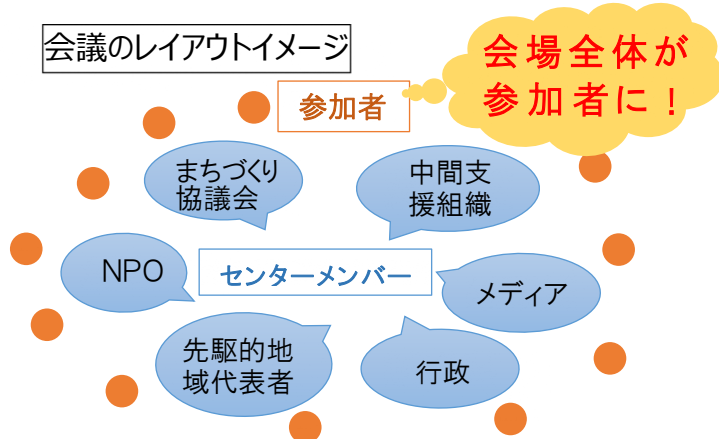 会議のレイアウトイメージ
会場全体が
参加者に！
参加者
まちづくり
協議会
中間支
援組織
NPO
センターメンバー
メディア
先駆的地
域代表者
行政